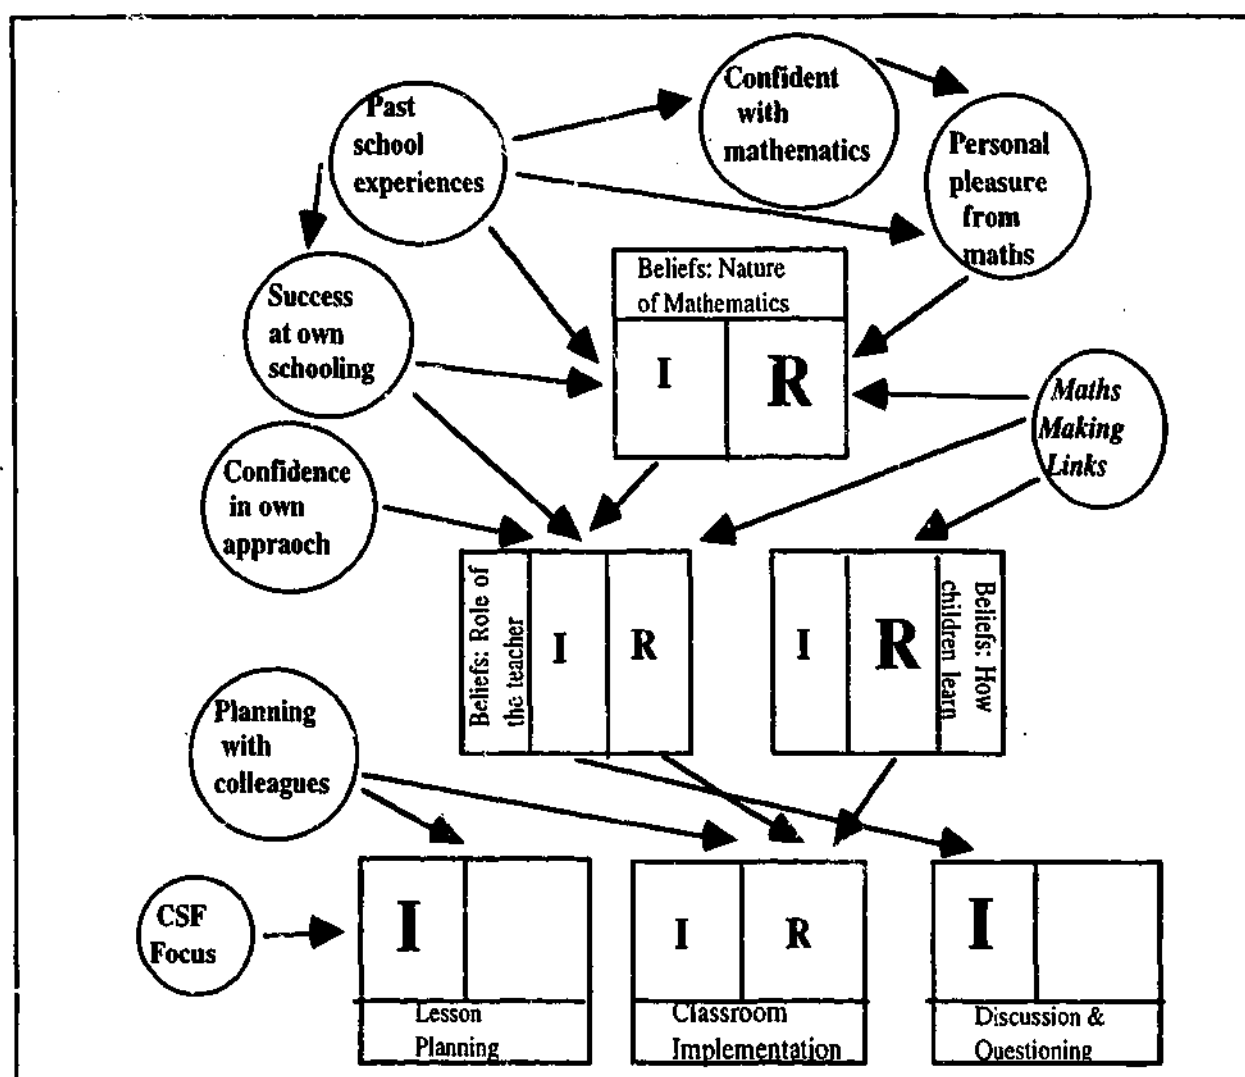 Past
school
experiences
Confident
with
mathematics
Personal
pleasure
from
maths
Success
at own
schooling
Beliefs: Nature
of Mathematics
I
R
Maths
Making
Links
Confidence
in own
appraoch
Beliefs: Role of
the teacher
I
R
I
R
Beliefs: How
children learn
Planning
with
colleagues
CSF
Focus
I
Lesson
Planning
I
R
Classroom
Implementation
I
Discussion &
Questioning